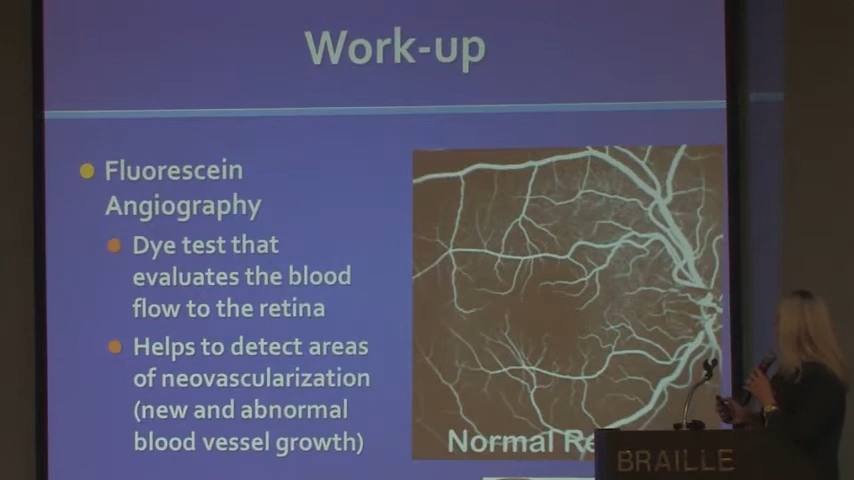 Work-up
Fluorescein
Angiography
Dye test that
evaluates the blood
flow to the retina
Helps to detect areas
of neovascularization
(new and abnormal
blood vessel growth)
Normal Re
BRAILLE